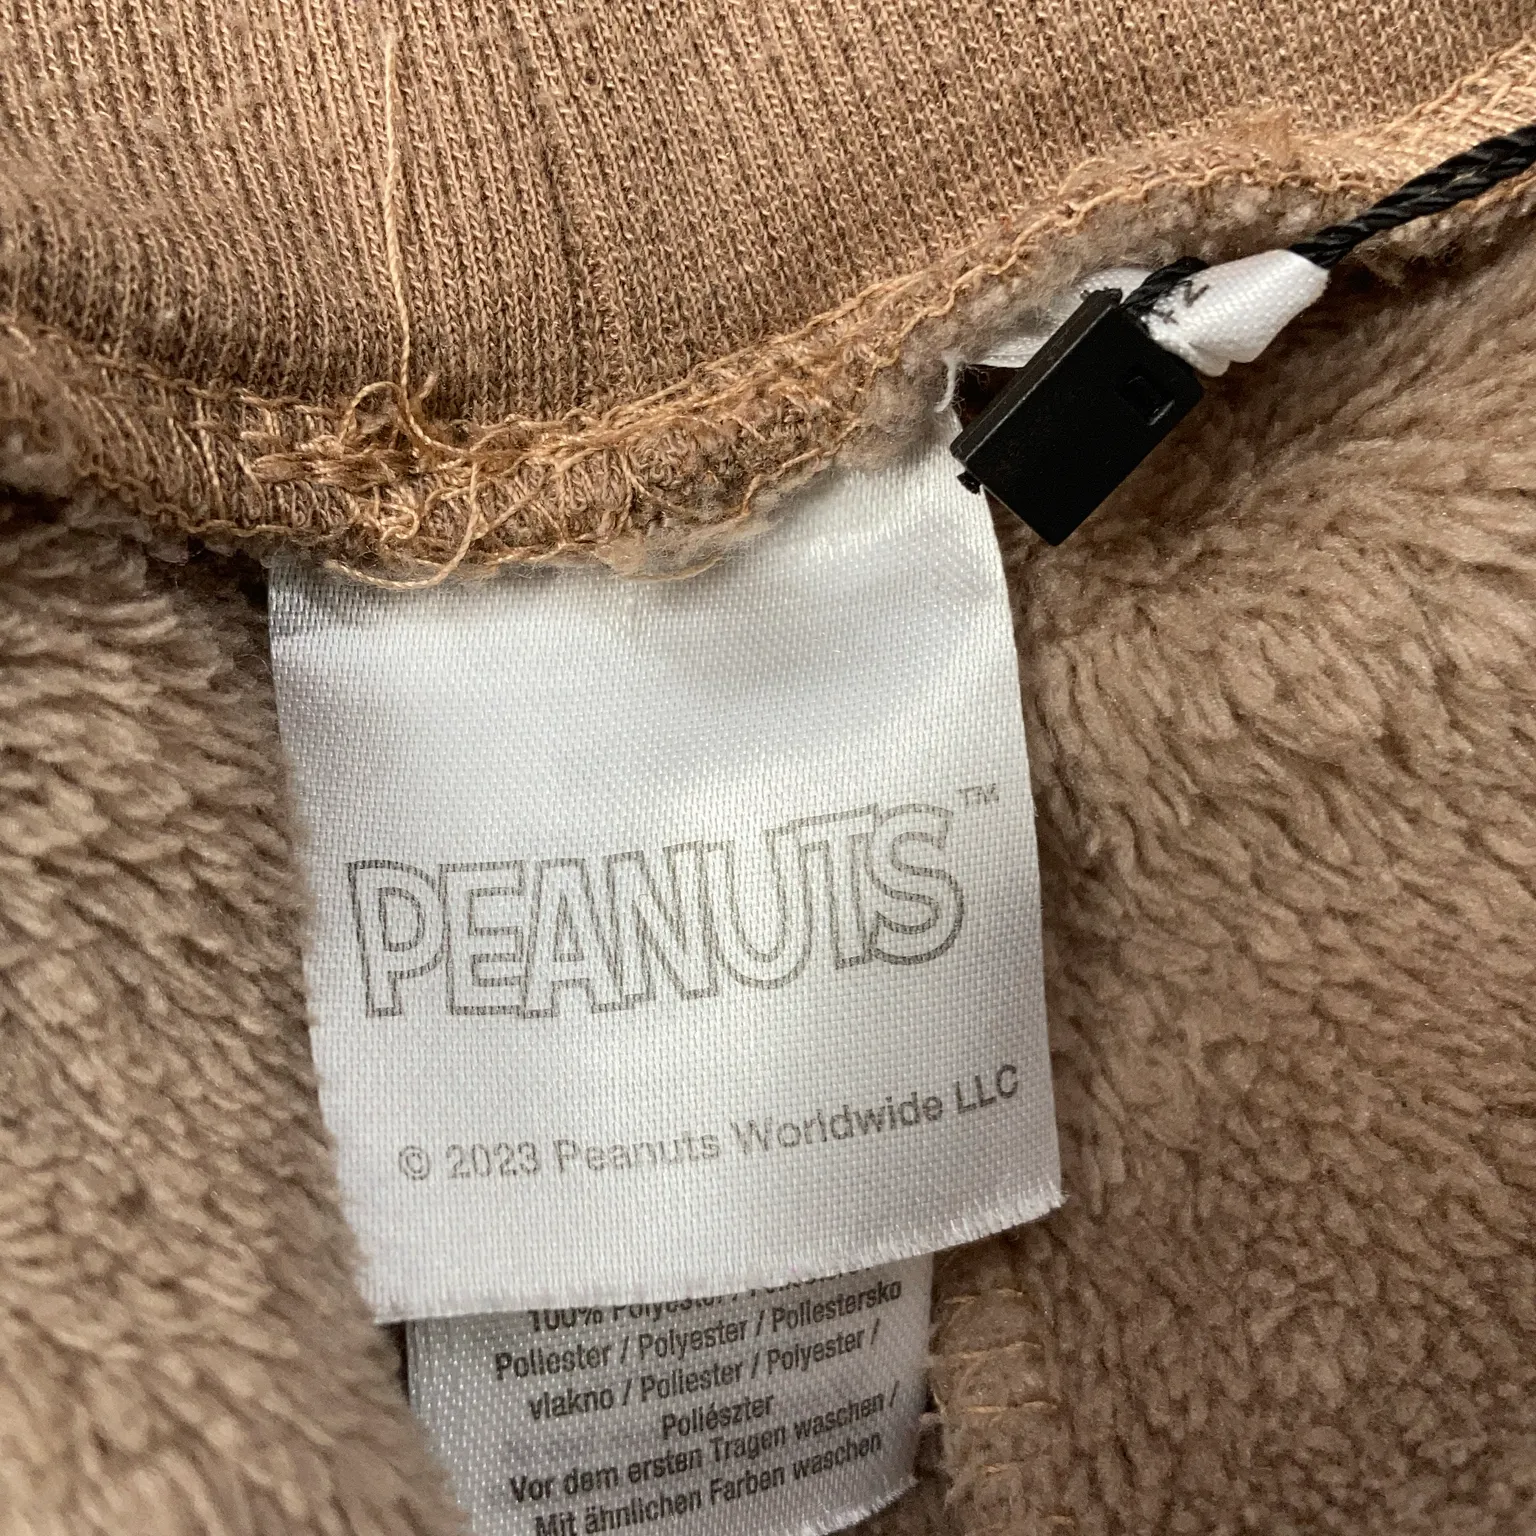 PEANUTS™
© 2023 Peanuts Worldwide LLC
100% Polyester /
Poliester / Polyester / Poliestersko
vlakno / Poliester / Polyester /
Poliészter
Vor dem ersten Tragen waschen /
Mit ähnlichen Farben waschen